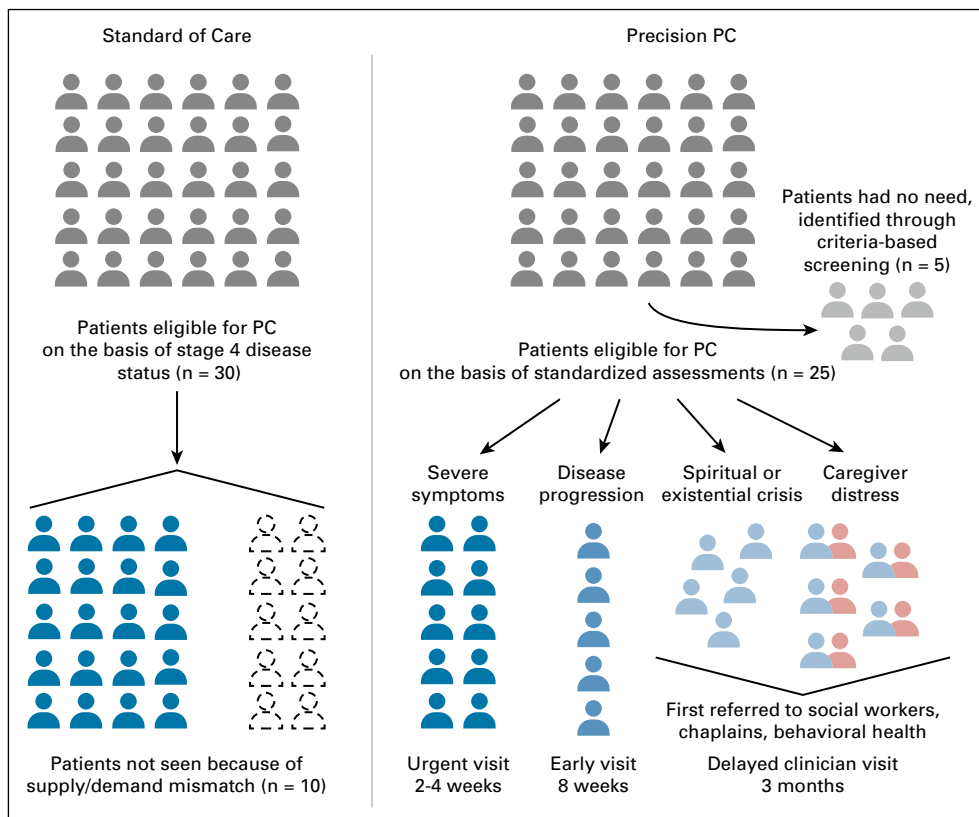 Standard of Care
Patients eligible for PC
on the basis of stage 4 disease
status (n = 30)
Patients not seen because of
supply/demand mismatch (n = 10)
Precision PC
Patients had no need,
identified through
criteria-based
screening (n = 5)
Patients eligible for PC
on the basis of standardized assessments (n = 25)
Severe
symptoms
Disease
progression
Spiritual or
existential crisis
Caregiver
distress
First referred to social workers,
chaplains, behavioral health
Urgent visit
2-4 weeks
Early visit
8 weeks
Delayed clinician visit
3 months